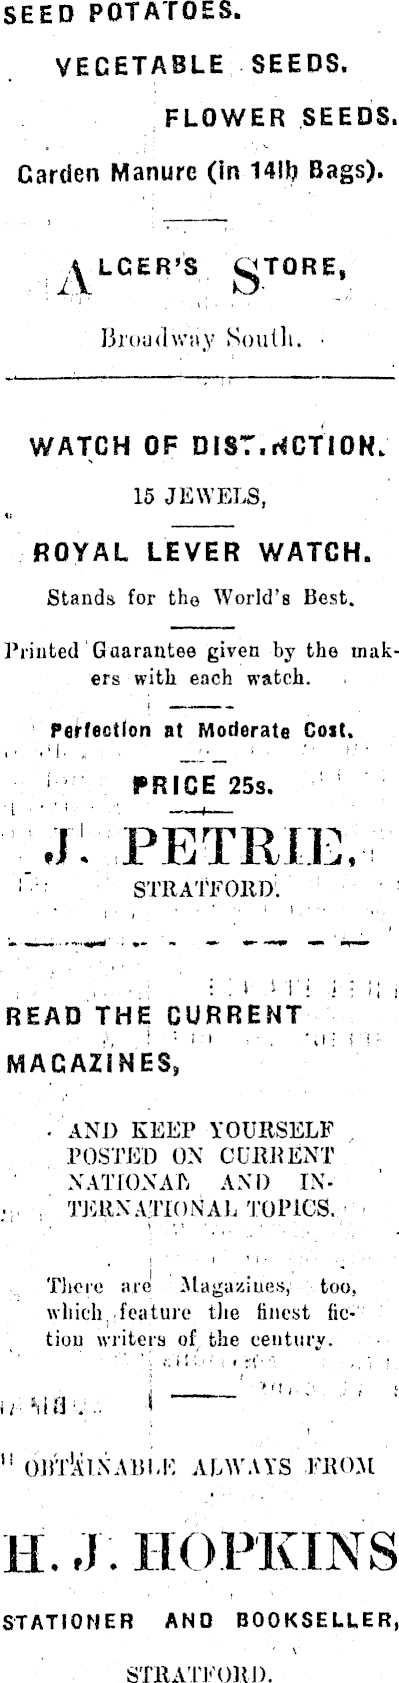 SEED POTATOES.
VEGETABLE SEEDS.
FLOWER SEEDS.
Garden Manure (in 14lb Bags).
ALGER'S STORE,
Broadway South.
WATCH OF DISTINCTION.
15 JEWELS,
ROYAL LEVER WATCH.
Stands for the World's Best.
Printed Guarantee given by the mak-
ers with each watch.
Perfection at Moderate Cost.
PRICE 25s.
J. PETRIE,
STRATFORD.
READ THE CURRENT
MAGAZINES,
AND KEEP YOURSELF
POSTED ON CURRENT
NATIONAL AND IN-
TERNATIONAL TOPICS.
There are Magazines, too,
which feature the finest fic-
tion writers of the century.
OBTAINABLE ALWAYS FROM
H. J. HOPKINS
STATIONER AND BOOKSELLER,
STRATFORD.